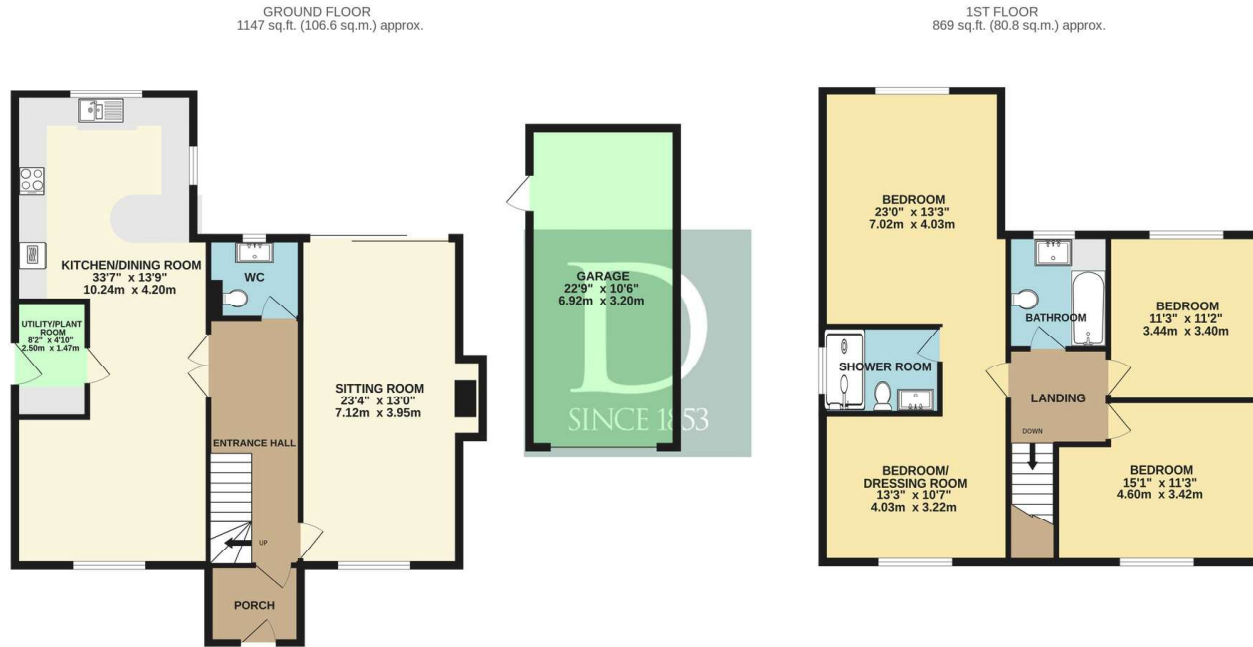 GROUND FLOOR
1147 sq.ft. (106.6 sq.m.) approx.
KITCHEN/DINING ROOM
33'7" x 13'9"
10.24m x 4.20m
WC
UTILITY/PLANT
ROOM
8'2" x 4'10"
2.50m x 1.47m
SITTING ROOM
23'4" x 13'0"
7.12m x 3.95m
ENTRANCE HALL
UP
PORCH
GARAGE
22'9" x 10'6"
6.92m x 3.20m
D
SINCE 1853
1ST FLOOR
869 sq.ft. (80.8 sq.m.) approx.
BEDROOM
23'0" x 13'3"
7.02m x 4.03m
BATHROOM
BEDROOM
11'3" x 11'2"
3.44m x 3.40m
SHOWER ROOM
LANDING
DOWN
BEDROOM/
DRESSING ROOM
13'3" x 10'7"
4.03m x 3.22m
BEDROOM
15'1" x 11'3"
4.60m x 3.42m